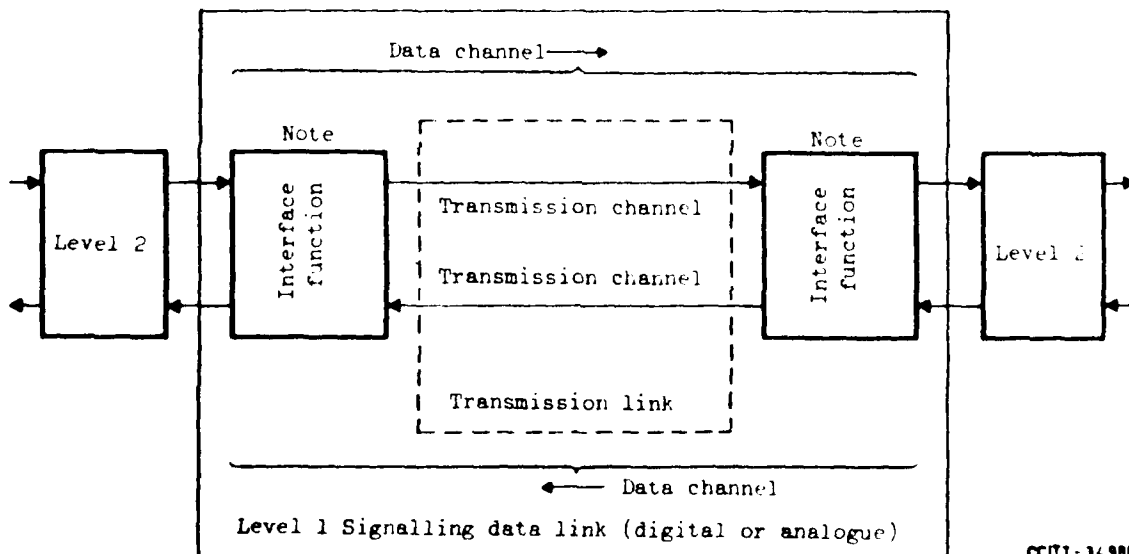 Data channel
Note
Note
Interface function
Interface function
Transmission channel
Level 2
Level
Transmission channel
Transmission link
Data channel
Level 1 Signalling data link (digital or analogue)